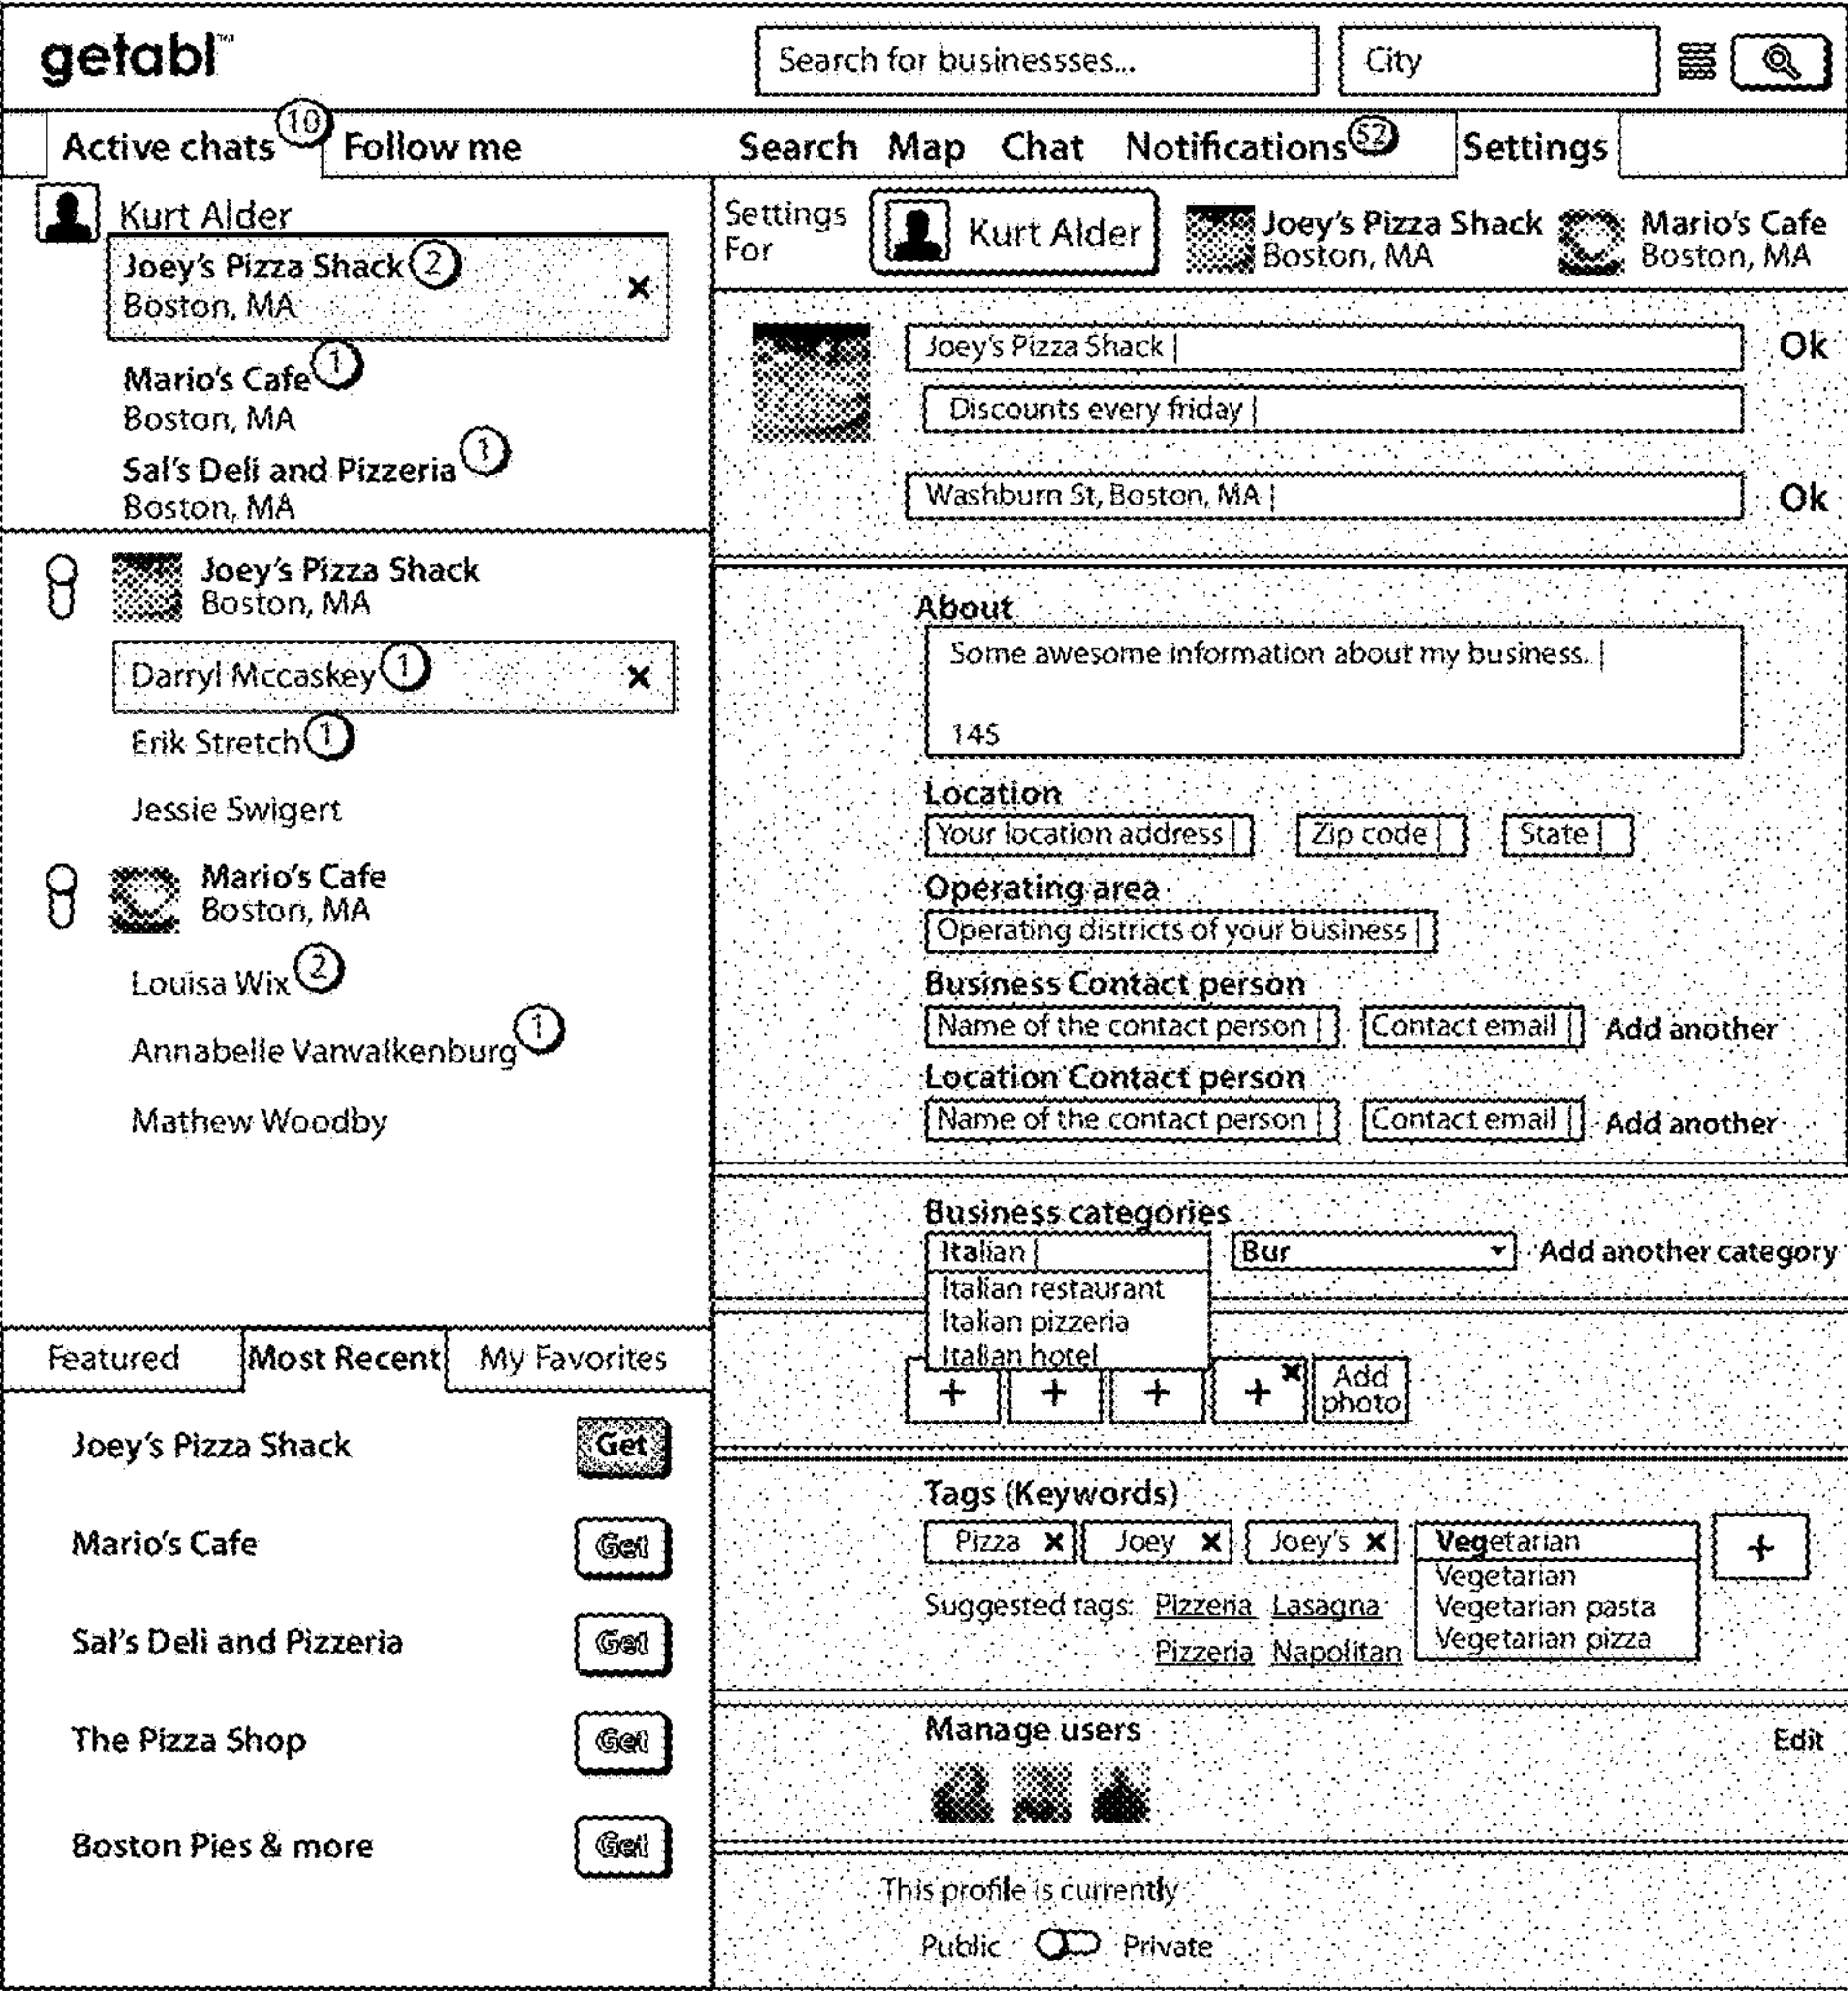 getabl™
Search for businessses...
City
Active chats 10
Follow me
Search Map Chat Notifications 52 Settings
Kurt Alder
Joey's Pizza Shack 2
Boston, MA
Mario's Cafe 1
Boston, MA
Sal's Deli and Pizzeria 1
Boston, MA
Joey's Pizza Shack
Boston, MA
Darryl Mccaskey 1
Erik Stretch 1
Jessie Swigert
Mario's Cafe
Boston, MA
Louisa Wix 2
Annabelle Vanvalkenburg 1
Mathew Woodby
Featured Most Recent My Favorites
Joey's Pizza Shack Get
Mario's Cafe Get
Sal's Deli and Pizzeria Get
The Pizza Shop Get
Boston Pies & more Get
Settings
For
Kurt Alder
Joey's Pizza Shack
Boston, MA
Mario's Cafe
Boston, MA
Joey's Pizza Shack Ok
Discounts every friday
Washburn St, Boston, MA Ok
About
Some awesome information about my business.
145
Location
Your location address Zip code State
Operating area
Operating districts of your business
Business Contact person
Name of the contact person Contact email Add another
Location Contact person
Name of the contact person Contact email Add another
Business categories
Italian Bur Add another category
Italian restaurant
Italian pizzeria
Italian hotel
+ + + + Add
photo
Tags (Keywords)
Pizza Joey Joey's Vegetarian +
Vegetarian
Vegetarian pasta
Vegetarian pizza
Suggested tags: Pizzeria Lasagna
Pizzeria Napolitan
Manage users Edit
This profile is currently
Public Private